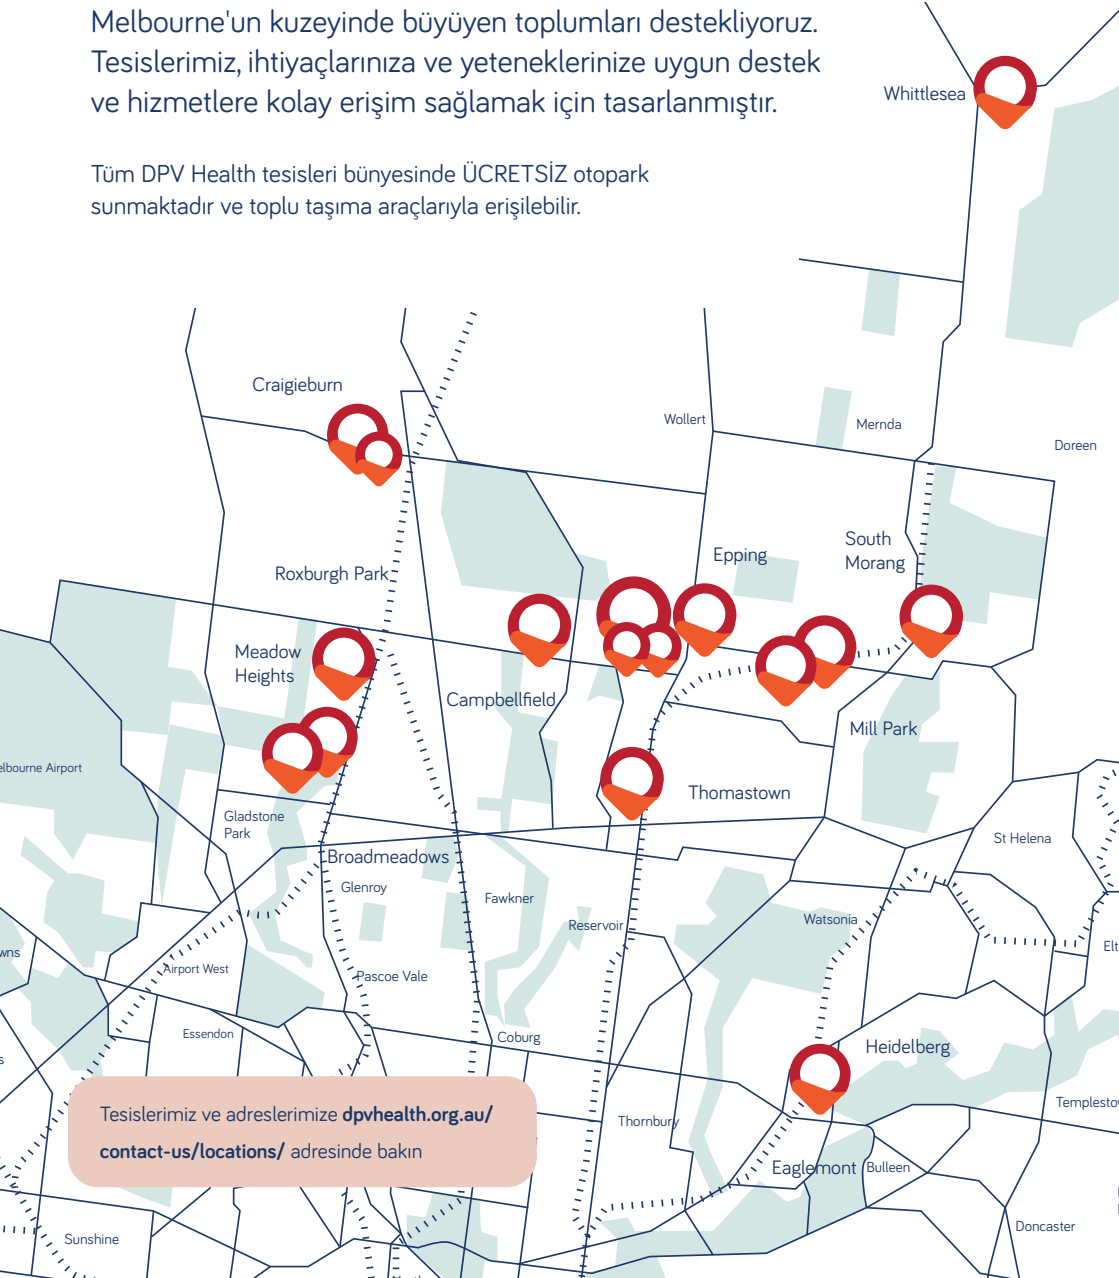 Melbourne'un kuzeyinde büyüyen toplumları destekliyoruz.
Tesislerimiz, ihtiyaçlarınıza ve yeteneklerinize uygun destek
ve hizmetlere kolay erişim sağlamak için tasarlanmıştır.
Tüm DPV Health tesisleri bünyesinde ÜCRETSİZ otopark
sunmaktadır ve toplu taşıma araçlarıyla erişilebilir.
Whittlesea
Craigieburn
Wollert
Mernda
Doreen
South
Morang
Epping
Roxburgh Park
Meadow
Heights
Campbellfield
Mill Park
elbourne Airport
Thomastown
Gladstone
Park
St Helena
Broadmeadows
Glenroy
Fawkner
Reservoir
Watsonia
wns
Elt
Airport West
Pascoe Vale
Essendon
Coburg
Heidelberg
s
Templestow
Tesislerimiz ve adreslerimize dpvhealth.org.au/
contact-us/locations/ adresinde bakın
Thornbury
Eaglemont
Bulleen
Doncaster
Sunshine